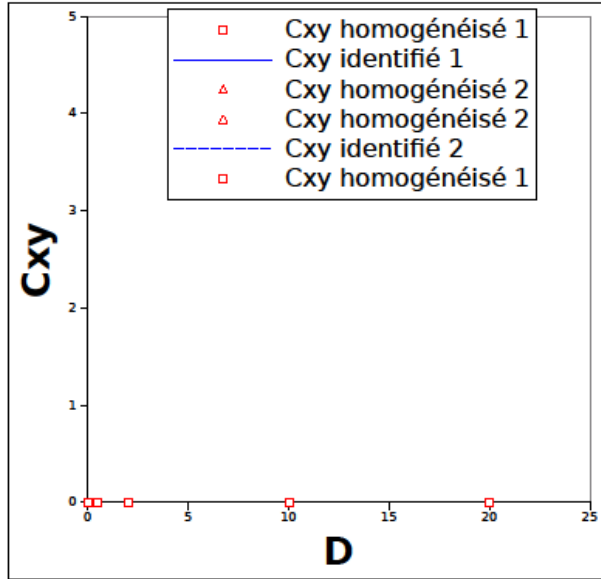 Cxy homogénéisé 1
Cxy identifié 1
Cxy homogénéisé 2
Cxy homogénéisé 2
Cxy identifié 2
Cxy homogénéisé 1
5
4
3
2
1
0
Cxy
0 5 10 15 20 25
D